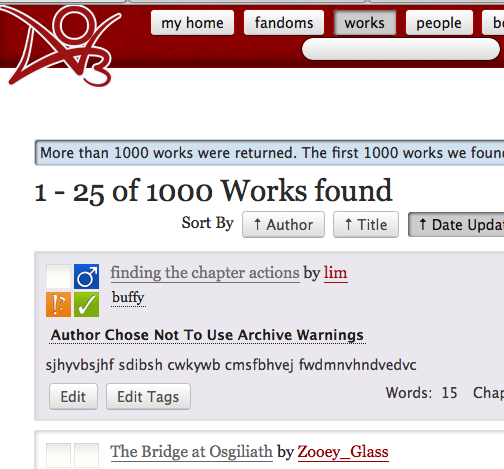 my home fandoms works people
More than 1000 works were returned. The first 1000 works we
1 - 25 of 1000 Works found
Sort By ↑ Author ↑ Title ↑ Date
finding the chapter actions by lim
buffy
Author Chose Not To Use Archive Warnings
sjhyvbsjhf sdibsh cwkywb cmsfbhvej fwdmnvhndvedvc
Edit Edit Tags Words: 15
The Bridge at Osgiliath by Zooey_Glass